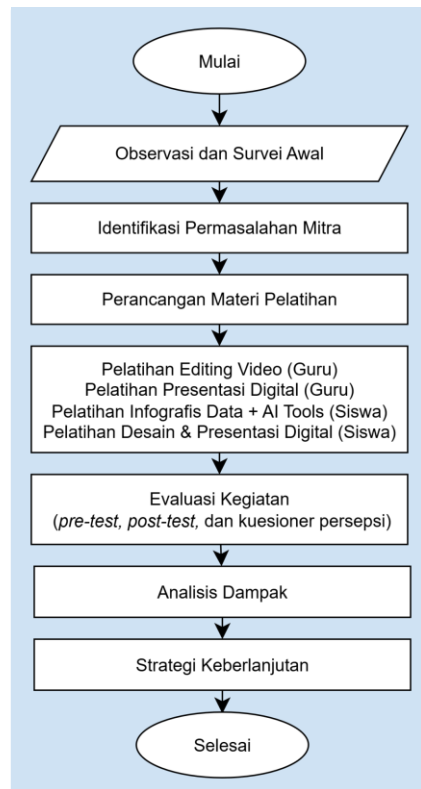 Mulai
Observasi dan Survei Awal
Identifikasi Permasalahan Mitra
Perancangan Materi Pelatihan
Pelatihan Editing Video (Guru)
Pelatihan Presentasi Digital (Guru)
Pelatihan Infografis Data + AI Tools (Siswa)
Pelatihan Desain & Presentasi Digital (Siswa)
Evaluasi Kegiatan
(pre-test, post-test, dan kuesioner persepsi)
Analisis Dampak
Strategi Keberlanjutan
Selesai